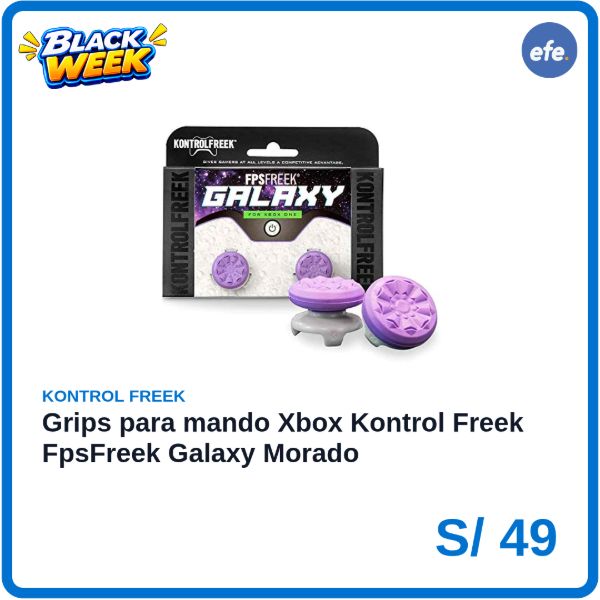 BLACK
WEEK
efe.
KONTROLFREEK
GIVES GAMERS AT ALL LEVELS A COMPETITIVE ADVANTAGE.
KONTROLFREEK
FPSFREEK
GALAXY
FOR XBOX ONE
KONTROLFREEK
KONTROL FREEK
Grips para mando Xbox Kontrol Freek
FpsFreek Galaxy Morado
S/ 49